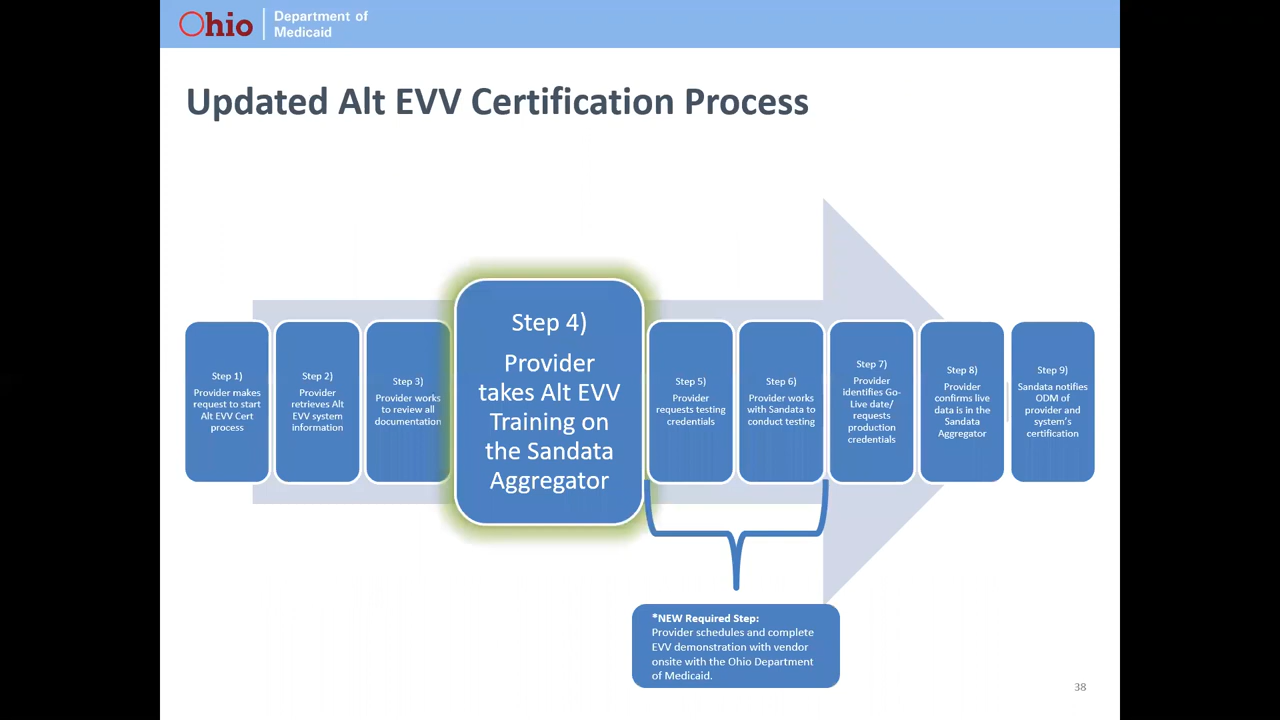 Ohio
Department of
Medicaid
Updated Alt EVV Certification Process
Step 1)
Provider makes
request to start
Alt EVV Cert
process
Step 2)
Provider
retrieves Alt
EVV system
information
Step 3)
Provider works
to review all
documentation
Step 4)
Provider
takes Alt EVV
Training on
the Sandata
Aggregator
Step 5)
Provider
requests testing
credentials
Step 6)
Provider works
with Sandata to
conduct testing
Step 7)
Provider
identifies Go-
Live date/
requests
production
credentials
Step 8)
Provider
confirms live
data is in the
Sandata
Aggregator
Step 9)
Sandata notifies
ODM of
provider and
system's
certification
*NEW Required Step:
Provider schedules and complete
EVV demonstration with vendor
onsite with the Ohio Department
of Medicaid.
38